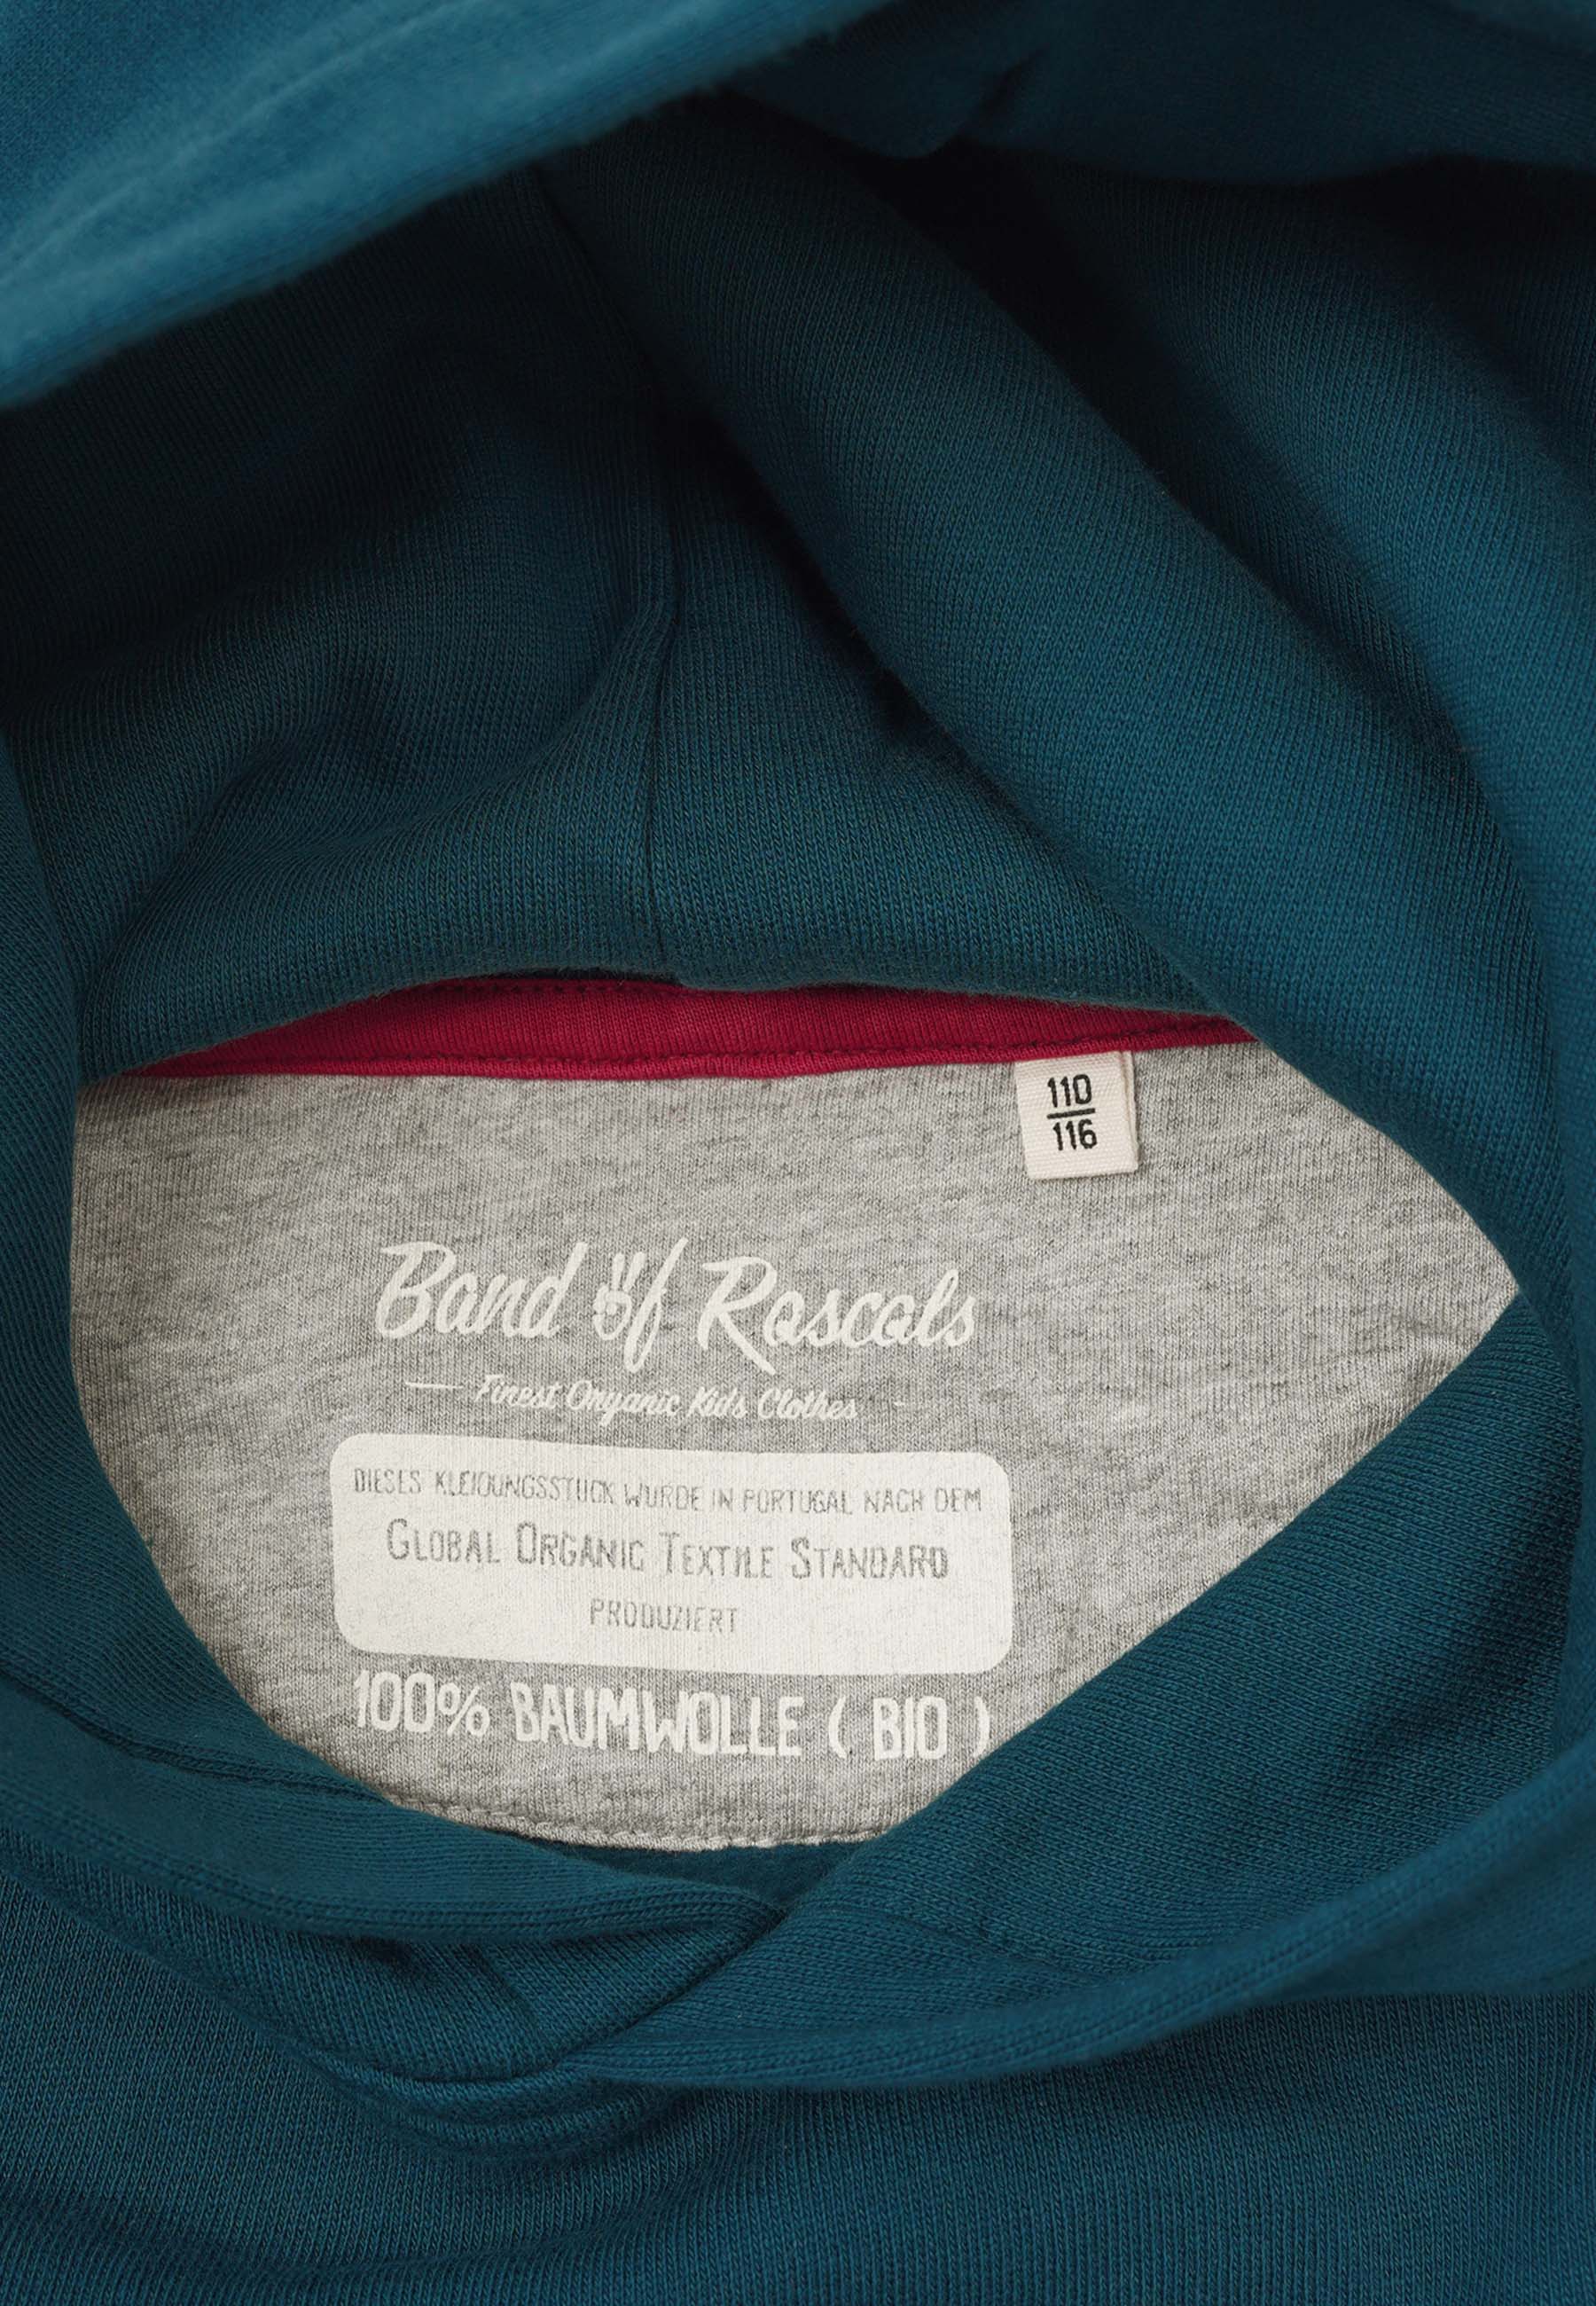 110
116
Band of Rascals
Finest Organic Kids Clothes
DIESES KLEIDUNGSSTÜCK WURDE IN PORTUGAL NACH DEM
GLOBAL ORGANIC TEXTILE STANDARD
PRODUZIERT
100% BAUMWOLLE ( BIO )